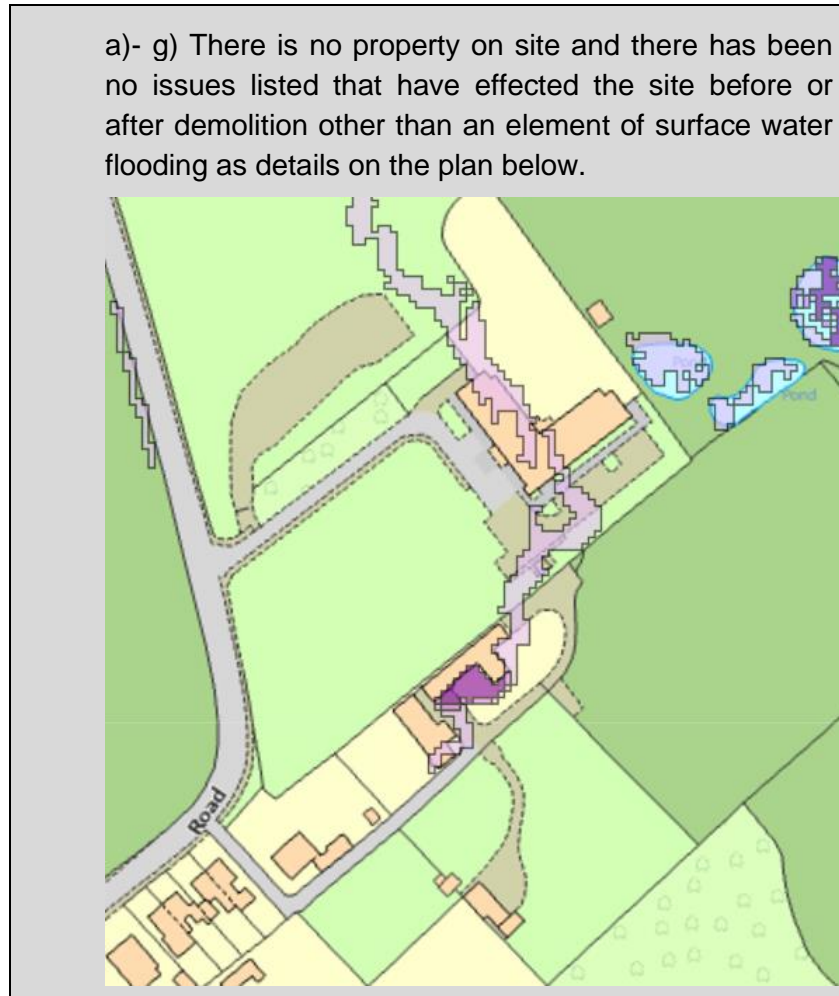 a)- g) There is no property on site and there has been
no issues listed that have effected the site before or
after demolition other than an element of surface water
flooding as details on the plan below.
Pond
Pond
Road